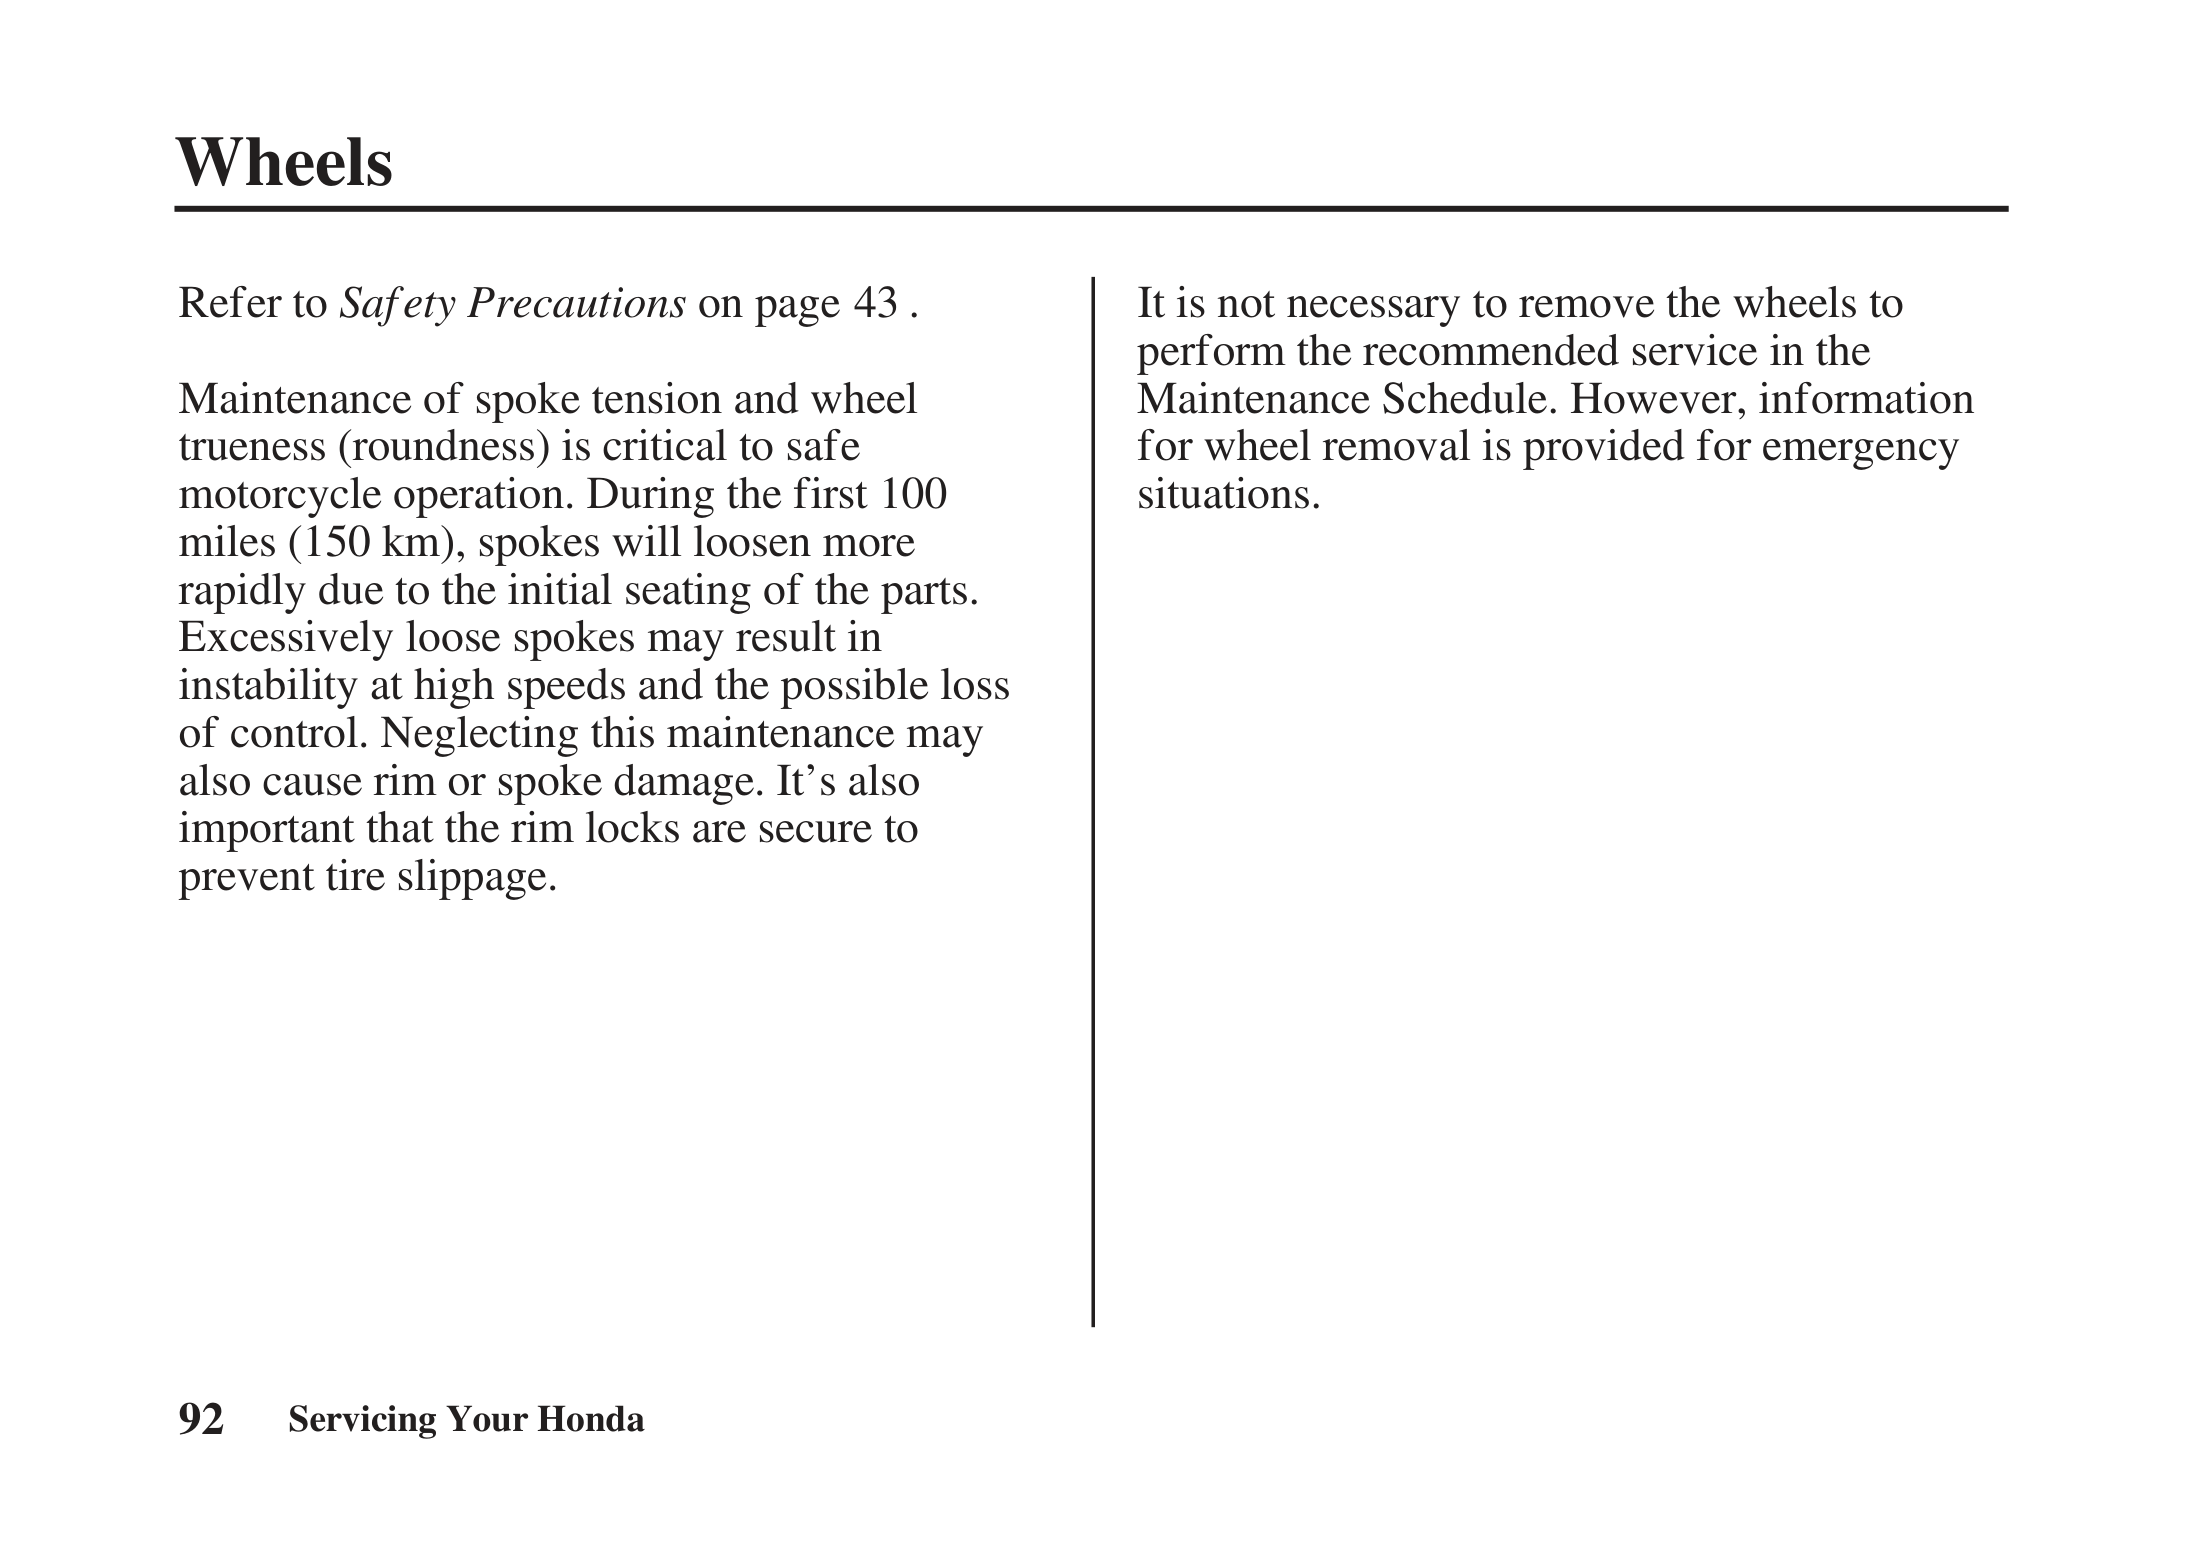 Wheels
Refer to Safety Precautions on page 43 .
Maintenance of spoke tension and wheel
trueness (roundness) is critical to safe
motorcycle operation. During the first 100
miles (150 km), spokes will loosen more
rapidly due to the initial seating of the parts.
Excessively loose spokes may result in
instability at high speeds and the possible loss
of control. Neglecting this maintenance may
also cause rim or spoke damage. It’s also
important that the rim locks are secure to
prevent tire slippage.
It is not necessary to remove the wheels to
perform the recommended service in the
Maintenance Schedule. However, information
for wheel removal is provided for emergency
situations.
92 Servicing Your Honda